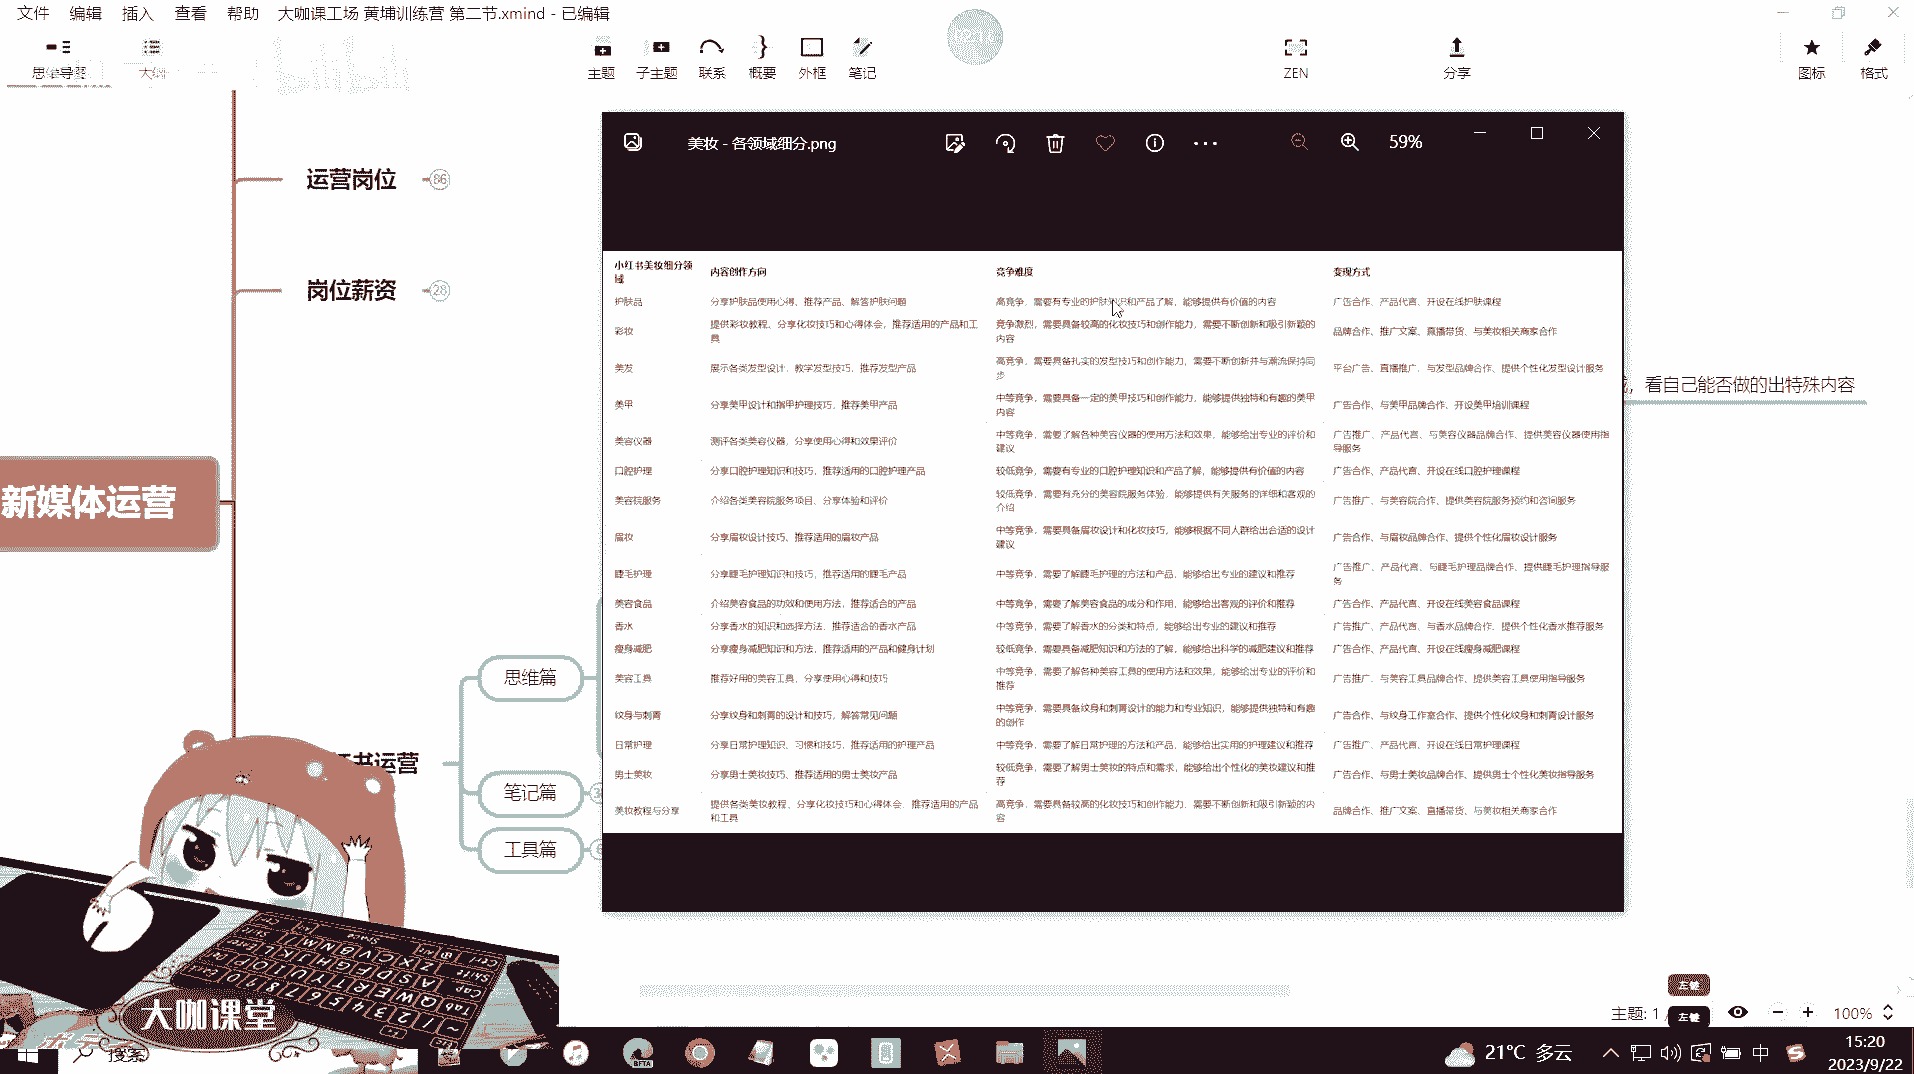 文件 编辑 插入 查看 帮助 大咖课工场 黄埔训练营 第二节.xmind - 已编辑
思维导图 大纲 主题 子主题 联系 概要 外框 笔记 ZEN 分享 图标 格式
美妆 - 各领域细分.png 59%
运营岗位 86
岗位薪资 28
新媒体运营
书运营
思维篇
笔记篇
工具篇
，看自己能否做的出特殊内容
小红书美妆细分领域 内容创作方向 竞争难度 变现方式
护肤品 分享护肤品使用心得、推荐产品、解答护肤问题 高竞争，需要有专业的护肤知识和产品了解，能够提供有价值的内容 广告合作、产品代言、开设在线护肤课程
彩妆 提供彩妆教程、分享化妆技巧和心得体会，推荐适用的产品和工具 竞争激烈，需要具备较高的化妆技巧和创作能力，需要不断创新和吸引新颖的内容 品牌合作、推广文案、直播带货、与美妆相关商家合作
美发 展示各类发型设计、教学发型技巧、推荐发型产品 高竞争，需要具备扎实的发型技巧和创作能力，需要不断创新并与潮流保持同步 平台广告、直播推广、与发型品牌合作、提供个性化发型设计服务
美甲 分享美甲设计和指甲护理技巧，推荐美甲产品 中等竞争，需要具备一定的美甲技巧和创作能力，能够提供独特和有趣的美甲内容 广告合作、与美甲品牌合作、开设美甲培训课程
美容仪器 测评各类美容仪器，分享使用心得和效果评价 中等竞争，需要了解各种美容仪器的使用方法和效果，能够给出专业的评价和建议 广告推广、产品代言、与美容仪器品牌合作、提供美容仪器使用指导服务
口腔护理 分享口腔护理知识和技巧，推荐适用的口腔护理产品 较低竞争，需要有专业的口腔护理知识和产品了解，能够提供有价值的内容 广告合作、产品代言、开设在线口腔护理课程
美容院服务 介绍各类美容院服务项目、分享体验和评价 较低竞争，需要有充分的美容院服务体验，能够提供有关服务的详细和客观的介绍 广告推广、与美容院合作、提供美容院服务预约和咨询服务
眉妆 分享眉妆设计技巧、推荐适用的眉妆产品 中等竞争，需要具备眉妆设计和化妆技巧，能够根据不同人群给出合适的设计建议 广告合作、与眉妆品牌合作、提供个性化眉妆设计服务
睫毛护理 分享睫毛护理知识和技巧，推荐适用的睫毛产品 中等竞争，需要了解睫毛护理的方法和产品，能够给出专业的建议和推荐 广告推广、产品代言、与睫毛护理品牌合作、提供睫毛护理指导服务
美容食品 介绍美容食品的功效和使用方法，推荐适合的产品 中等竞争，需要了解美容食品的成分和作用，能够给出客观的评价和推荐 广告合作、产品代言、开设在线美容食品课程
香水 分享香水的知识和选择方法、推荐适合的香水产品 中等竞争，需要了解香水的分类和特点，能够给出专业的建议和推荐 广告推广、产品代言、与香水品牌合作、提供个性化香水推荐服务
瘦身减肥 分享瘦身减肥知识和方法，推荐适用的产品和健身计划 较低竞争，需要具备减肥知识和方法的了解，能够给出科学的减肥建议和推荐 广告合作、产品代言、开设在线瘦身减肥课程
美容工具 推荐好用的美容工具、分享使用心得和技巧 中等竞争，需要了解各种美容工具的使用方法和效果，能够给出专业的评价和推荐 广告推广、与美容工具品牌合作、提供美容工具使用指导服务
纹身与刺青 分享纹身和刺青的设计和技巧，解答常见问题 中等竞争，需要具备纹身和刺青设计的能力和专业知识，能够提供独特和有趣的创作 广告合作、与纹身工作室合作、提供个性化纹身和刺青设计服务
日常护理 分享日常护理知识、习惯和技巧、推荐适用的护理产品 中等竞争，需要了解日常护理的方法和产品，能够给出实用的护理建议和推荐 广告推广、产品代言、开设在线日常护理课程
男士美妆 分享男士美妆技巧、推荐适用的男士美妆产品 较低竞争，需要了解男士美妆的特点和需求，能够给出个性化的美妆建议和推荐 广告合作、与男士美妆品牌合作、提供男士个性化美妆指导服务
美妆教程与分享 提供各类美妆教程、分享化妆技巧和心得体会、推荐适用的产品和工具 高竞争，需要具备较高的化妆技巧和创作能力，需要不断创新和吸引新颖的内容 品牌合作、推广文案、直播带货、与美妆相关商家合作
大咖课堂
左键
主题: 1 左键 100%
搜索
BETA
21°C 多云 中 15:20
2023/9/22